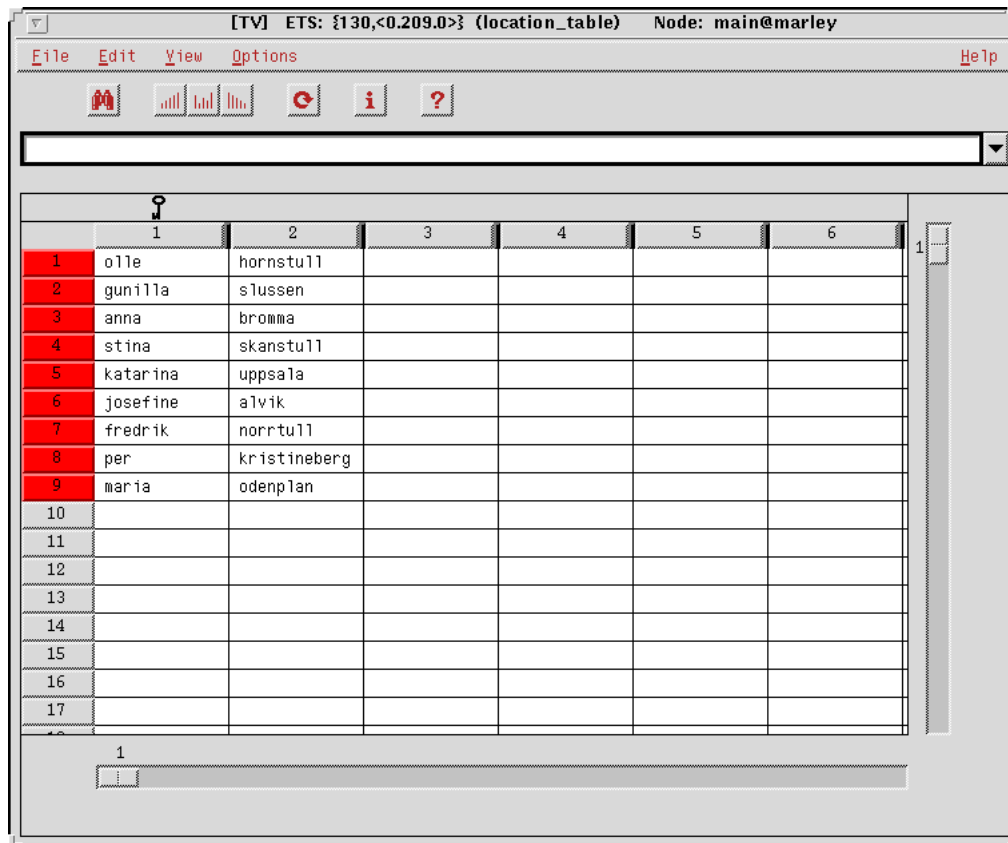 [TV] ETS: {130,<0.209.0>} (location_table) Node: main@marley
File Edit View Options Help
i ?
1 2 3 4 5 6
1
1 olle hornstull
2 gunilla slussen
3 anna bromma
4 stina skanstull
5 katarina uppsala
6 josefine alvik
7 fredrik norrtull
8 per kristineberg
9 maria odenplan
10
11
12
13
14
15
16
17
1